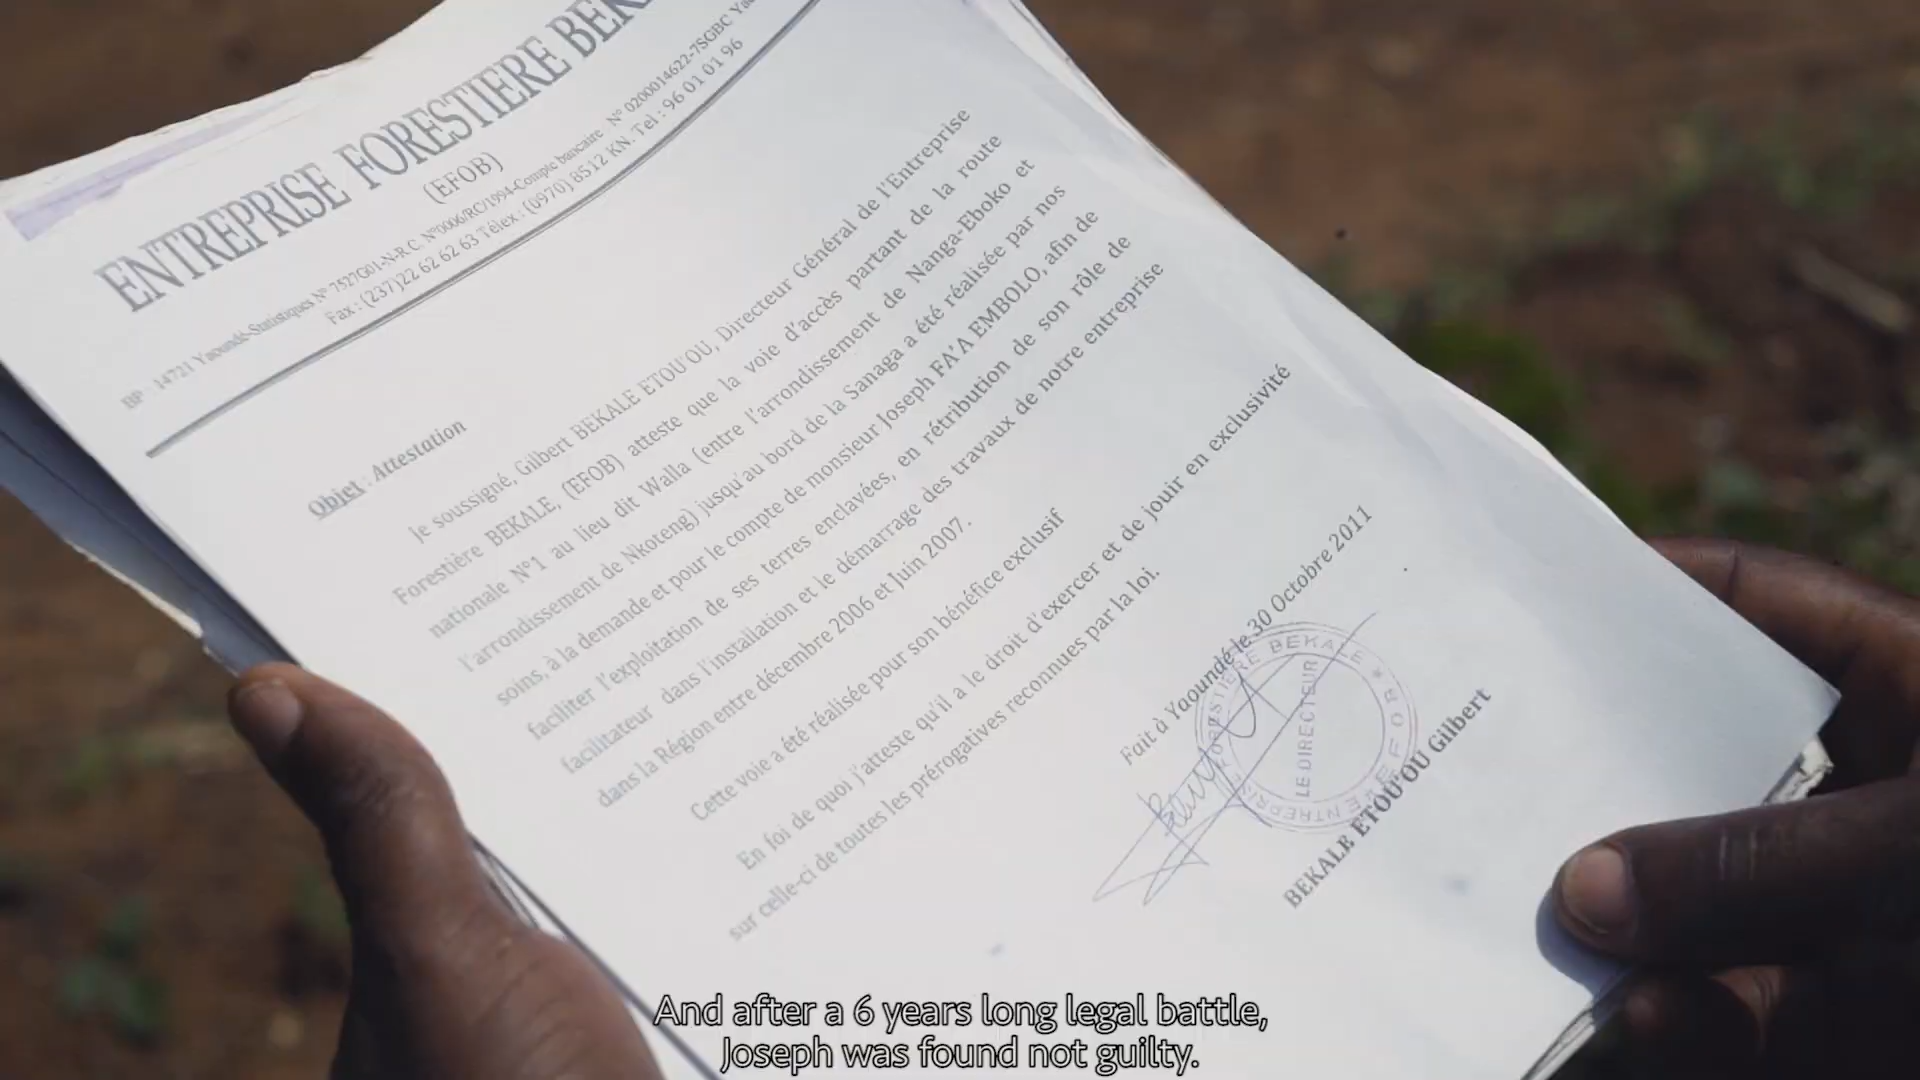 ENTREPRISE FORESTIERE
(EFOB)
BP : 14721 Yaoundé-Statistiques N° 7527G01-N-R.C. N°0006/RC/1994-Compte bancaire N° 0200014622-7SGBC
Fax : (237)22 62 62 63 Télex : (0970) 8512 KN. Tel : 96 01 01 96
Objet : Attestation
Je soussigné, Gilbert BEKALE ETOU'OU, Directeur Général de l'Entreprise
Forestière BEKALE, (EFOB) atteste que la voie d'accès partant de la route
nationale N°1 au lieu dit Walla (entre l'arrondissement de Nanga-Eboko et
l'arrondissement de Nkoteng) jusqu'au bord de la Sanaga a été réalisée par nos
soins, à la demande et pour le compte de monsieur Joseph FA'A EMBOLO, afin de
faciliter l'exploitation de ses terres enclavées, en rétribution de son rôle de
facilitateur dans l'installation et le démarrage des travaux de notre entreprise
dans la Région entre décembre 2006 et Juin 2007.
Cette voie a été réalisée pour son bénéfice exclusif
En foi de quoi j'atteste qu'il a le droit d'exercer et de jouir en exclusivité
sur celle-ci de toutes les prérogatives reconnues par la loi.
Fait à Yaoundé le 30 Octobre 2011
ENTREPRISE FORESTIERE BEKALE
LE DIRECTEUR
BEKALE ETOU'OU Gilbert
And after a 6 years long legal battle,
Joseph was found not guilty.